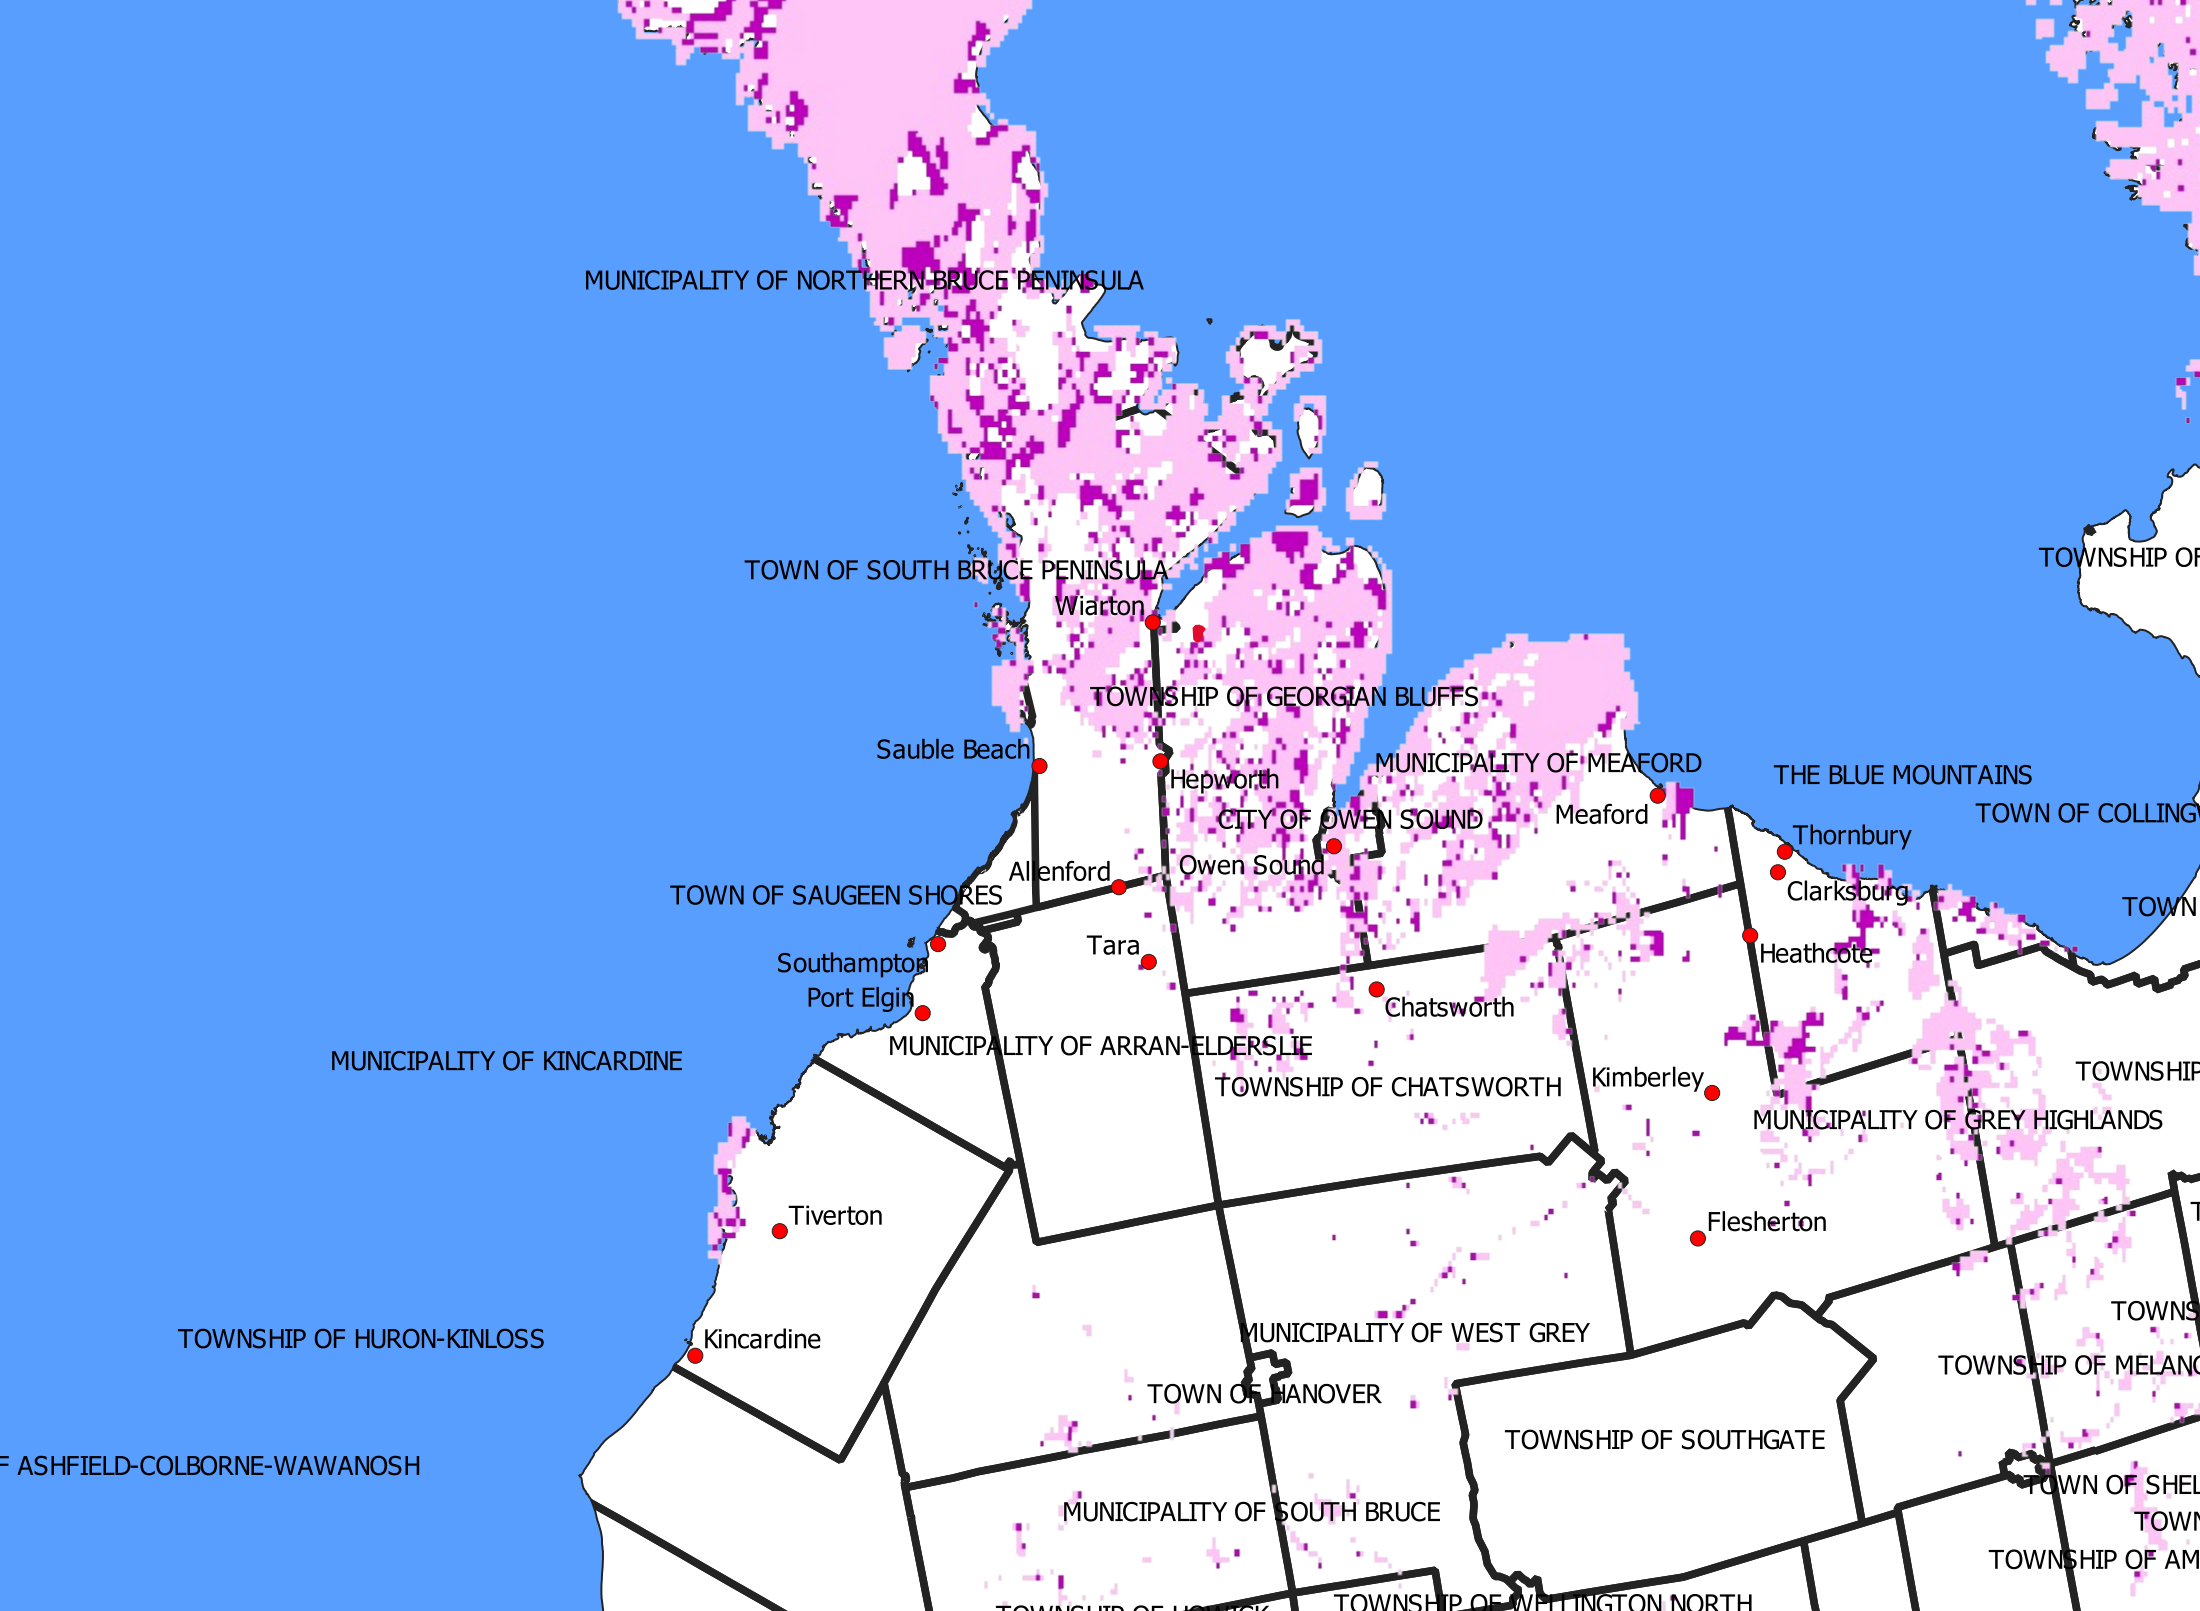 MUNICIPALITY OF NORTHERN BRUCE PENINSULA
TOWNSHIP OF
TOWN OF SOUTH BRUCE PENINSULA
Wiarton
TOWNSHIP OF GEORGIAN BLUFFS
Sauble Beach
MUNICIPALITY OF MEAFORD
Hepworth
THE BLUE MOUNTAINS
Meaford
TOWN OF COLLINGW
CITY OF OWEN SOUND
Thornbury
Owen Sound
Allenford
Clarksburg
TOWN OF SAUGEEN SHORES
TOWN
Tara
Heathcote
Southampton
Port Elgin
Chatsworth
MUNICIPALITY OF ARRAN-ELDERSLIE
MUNICIPALITY OF KINCARDINE
TOWNSHIP
Kimberley
TOWNSHIP OF CHATSWORTH
MUNICIPALITY OF GREY HIGHLANDS
Tiverton
T
Flesherton
TOWNS
TOWNSHIP OF HURON-KINLOSS
Kincardine
MUNICIPALITY OF WEST GREY
TOWNSHIP OF MELANC
TOWN OF HANOVER
TOWNSHIP OF SOUTHGATE
F ASHFIELD-COLBORNE-WAWANOSH
TOWN OF SHEL
MUNICIPALITY OF SOUTH BRUCE
TOWN
TOWNSHIP OF AM
TOWNSHIP OF HOWICK
TOWNSHIP OF WELLINGTON NORTH